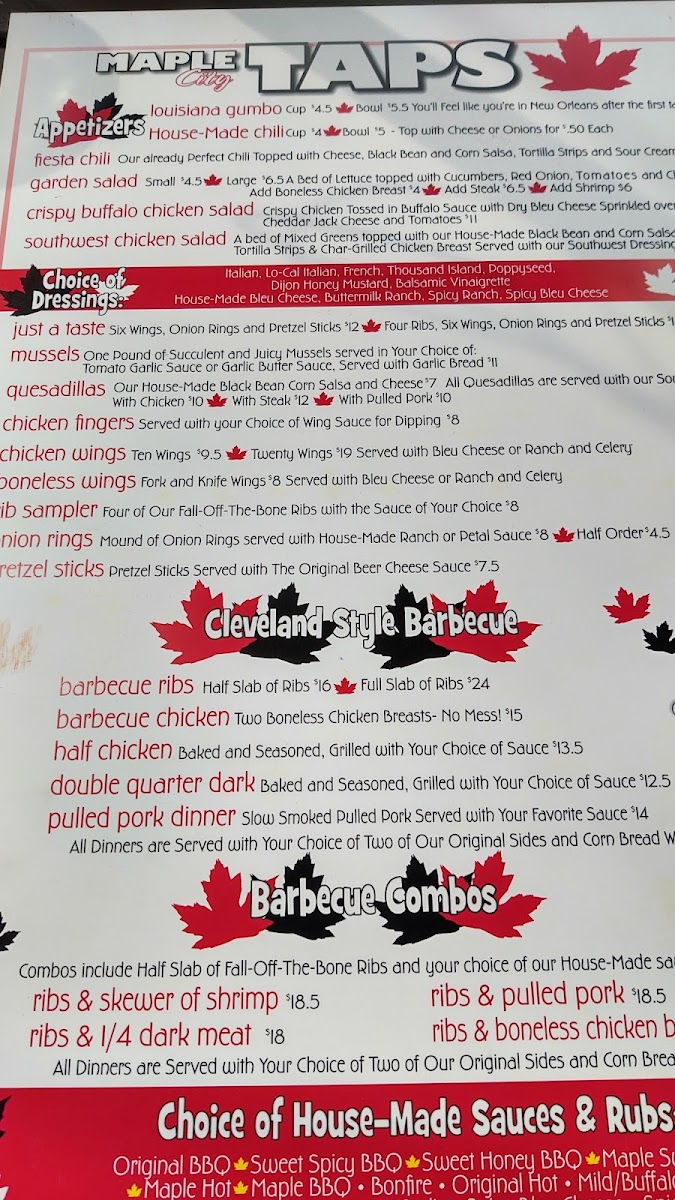 MAPLE City TAPS
Appetizers
louisiana gumbo Cup $4.5 Bowl $5.5 You'll Feel like you're in New Orleans after the first
House-Made chili Cup $4 Bowl $5 - Top with Cheese or Onions for $.50 Each
fiesta chili Our already Perfect Chili Topped with Cheese, Black Bean and Corn Salsa, Tortilla Strips and Sour Cream
garden salad Small $4.5 Large $6.5 A Bed of Lettuce topped with Cucumbers, Red Onion, Tomatoes and
Add Boneless Chicken Breast $4 Add Steak $6.5 Add Shrimp $6
crispy buffalo chicken salad Crispy Chicken Tossed in Buffalo Sauce with Dry Bleu Cheese Sprinkled over
Cheddar Jack Cheese and Tomatoes $11
southwest chicken salad A bed of Mixed Greens topped with our House-Made Black Bean and Corn Salsa
Tortilla Strips & Char-Grilled Chicken Breast Served with our Southwest Dressing
Choice of
Dressings:
Italian, Lo-Cal Italian, French, Thousand Island, Poppyseed,
Dijon Honey Mustard, Balsamic Vinaigrette
House-Made Bleu Cheese, Buttermilk Ranch, Spicy Ranch, Spicy Bleu Cheese
just a taste Six Wings, Onion Rings and Pretzel Sticks $12 Four Ribs, Six Wings, Onion Rings and Pretzel Sticks
mussels One Pound of Succulent and Juicy Mussels served in Your Choice of:
Tomato Garlic Sauce or Garlic Butter Sauce, Served with Garlic Bread $11
quesadillas Our House-Made Black Bean Corn Salsa and Cheese $7 All Quesadillas are served with our
With Chicken $10 With Steak $12 With Pulled Pork $10
chicken fingers Served with your Choice of Wing Sauce for Dipping $8
chicken wings Ten Wings $9.5 Twenty Wings $19 Served with Bleu Cheese or Ranch and Celery
boneless wings Fork and Knife Wings $8 Served with Bleu Cheese or Ranch and Celery
ib sampler Four of Our Fall-Off-The-Bone Ribs with the Sauce of Your Choice $8
nion rings Mound of Onion Rings served with House-Made Ranch or Petal Sauce $8 Half Order $4.5
retzel sticks Pretzel Sticks Served with The Original Beer Cheese Sauce $7.5
Cleveland Style Barbecue
barbecue ribs Half Slab of Ribs $16 Full Slab of Ribs $24
barbecue chicken Two Boneless Chicken Breasts- No Mess! $15
half chicken Baked and Seasoned, Grilled with Your Choice of Sauce $13.5
double quarter dark Baked and Seasoned, Grilled with Your Choice of Sauce $12.5
pulled pork dinner Slow Smoked Pulled Pork Served with Your Favorite Sauce $14
All Dinners are Served with Your Choice of Two of Our Original Sides and Corn Bread
Barbecue Combos
Combos include Half Slab of Fall-Off-The-Bone Ribs and your choice of our House-Made
ribs & skewer of shrimp $18.5 ribs & pulled pork $18.5
ribs & 1/4 dark meat $18 ribs & boneless chicken
All Dinners are Served with Your Choice of Two of Our Original Sides and Corn
Choice of House-Made Sauces & Rubs
Original BBQ Sweet Spicy BBQ Sweet Honey BBQ Maple
Maple Hot Maple BBQ • Bonfire • Original Hot • Mild/Buffalo